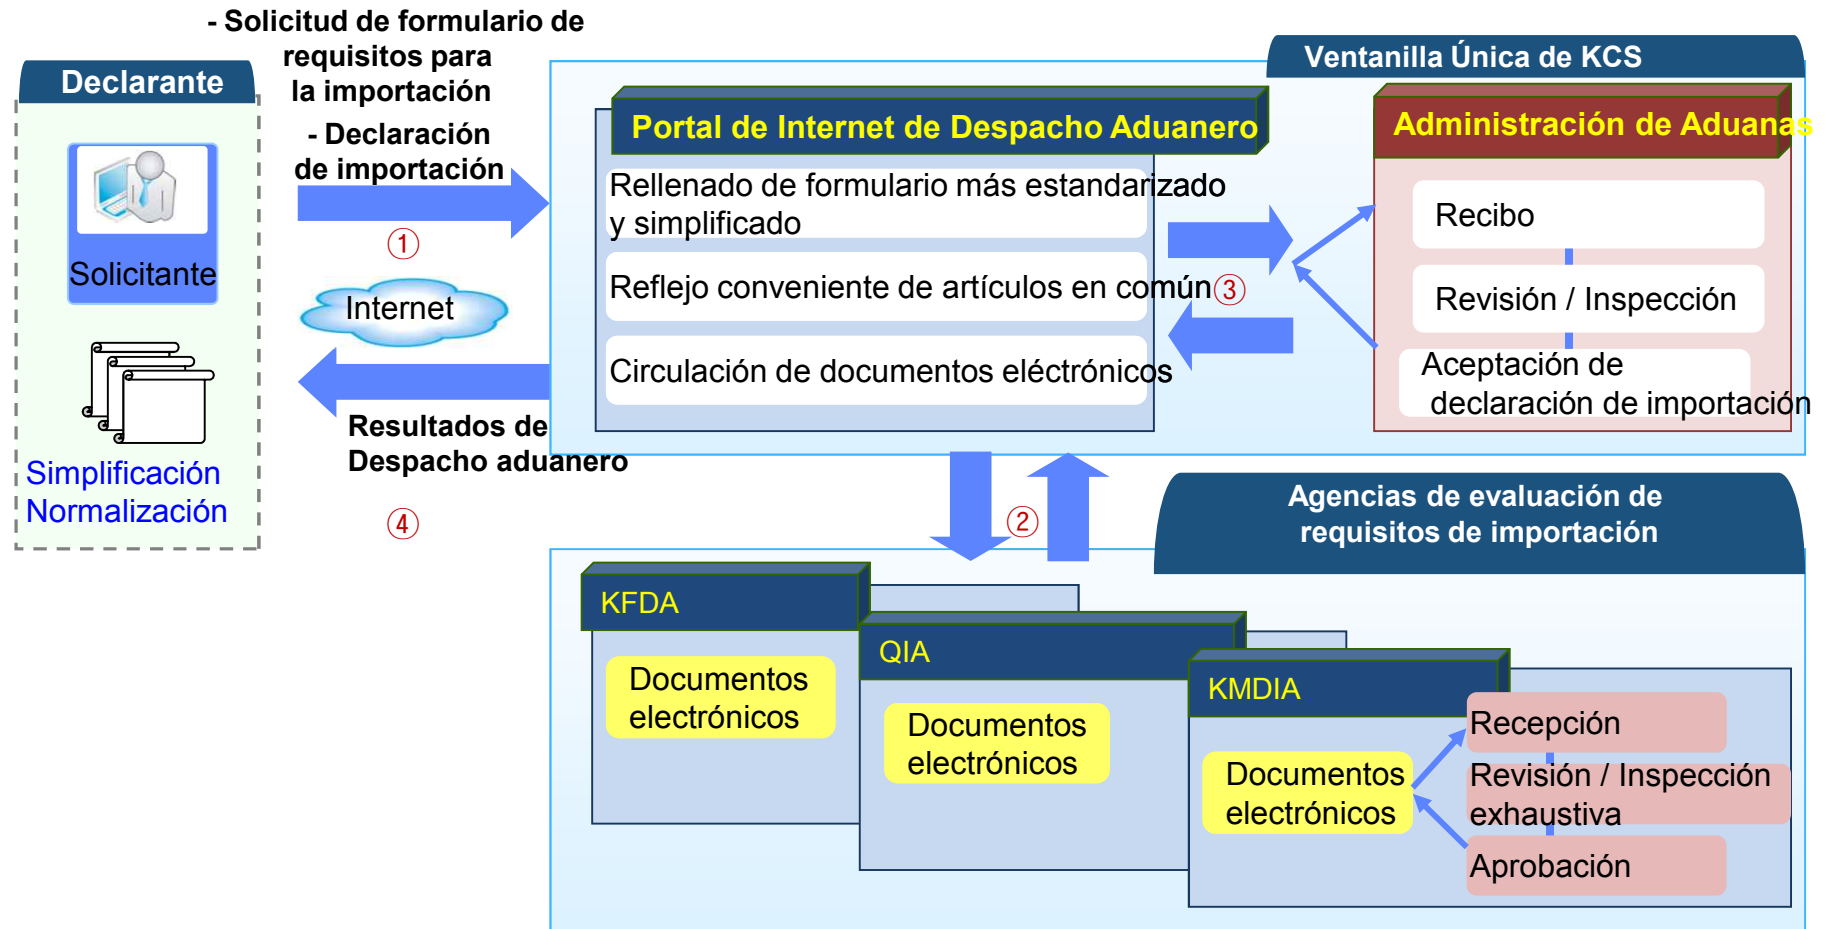 - Solicitud de formulario de
requisitos para
la importación
- Declaración
de importación
Declarante
Solicitante
Simplificación
Normalización
①
Internet
Resultados de
Despacho aduanero
④
Ventanilla Única de KCS
Portal de Internet de Despacho Aduanero
Rellenado de formulario más estandarizado
y simplificado
Reflejo conveniente de artículos en común
Circulación de documentos eléctrónicos
③
Administración de Aduanas
Recibo
Revisión / Inspección
Aceptación de
declaración de importación
②
Agencias de evaluación de
requisitos de importación
KFDA
Documentos
electrónicos
QIA
Documentos
electrónicos
KMDIA
Documentos
electrónicos
Recepción
Revisión / Inspección
exhaustiva
Aprobación